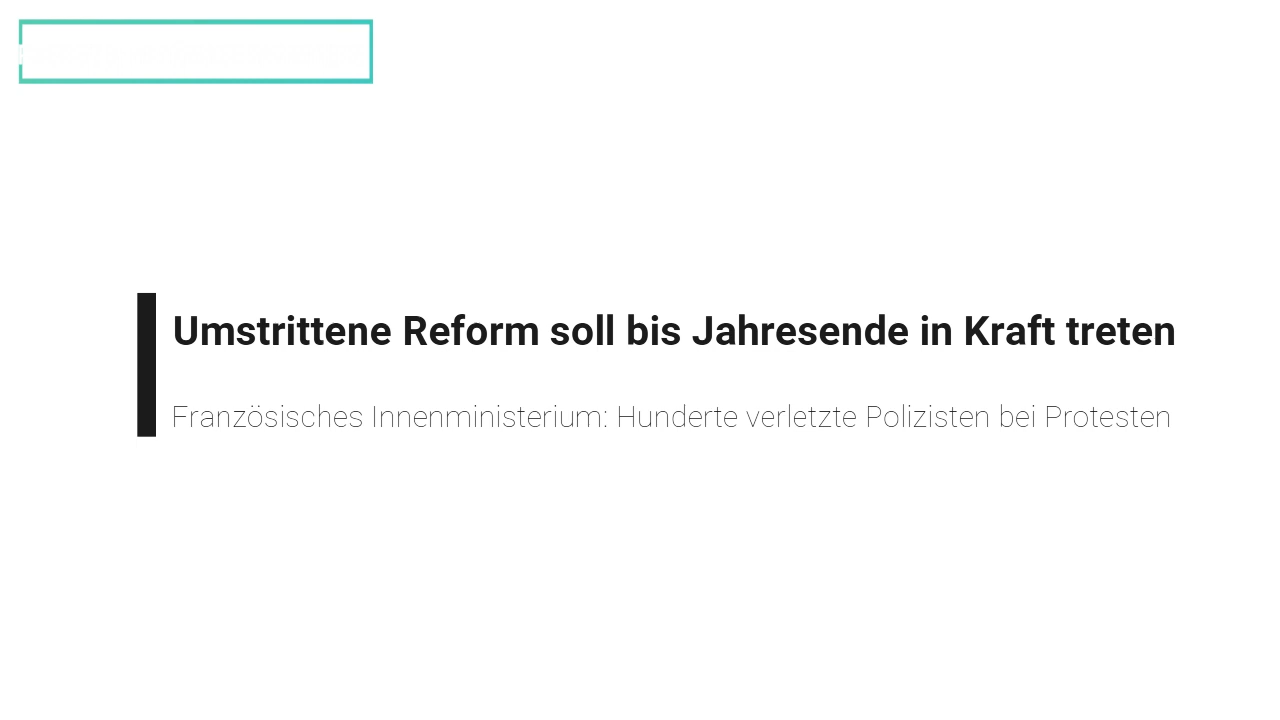 Umstrittene Reform soll bis Jahresende in Kraft treten
Französisches Innenministerium: Hunderte verletzte Polizisten bei Protesten